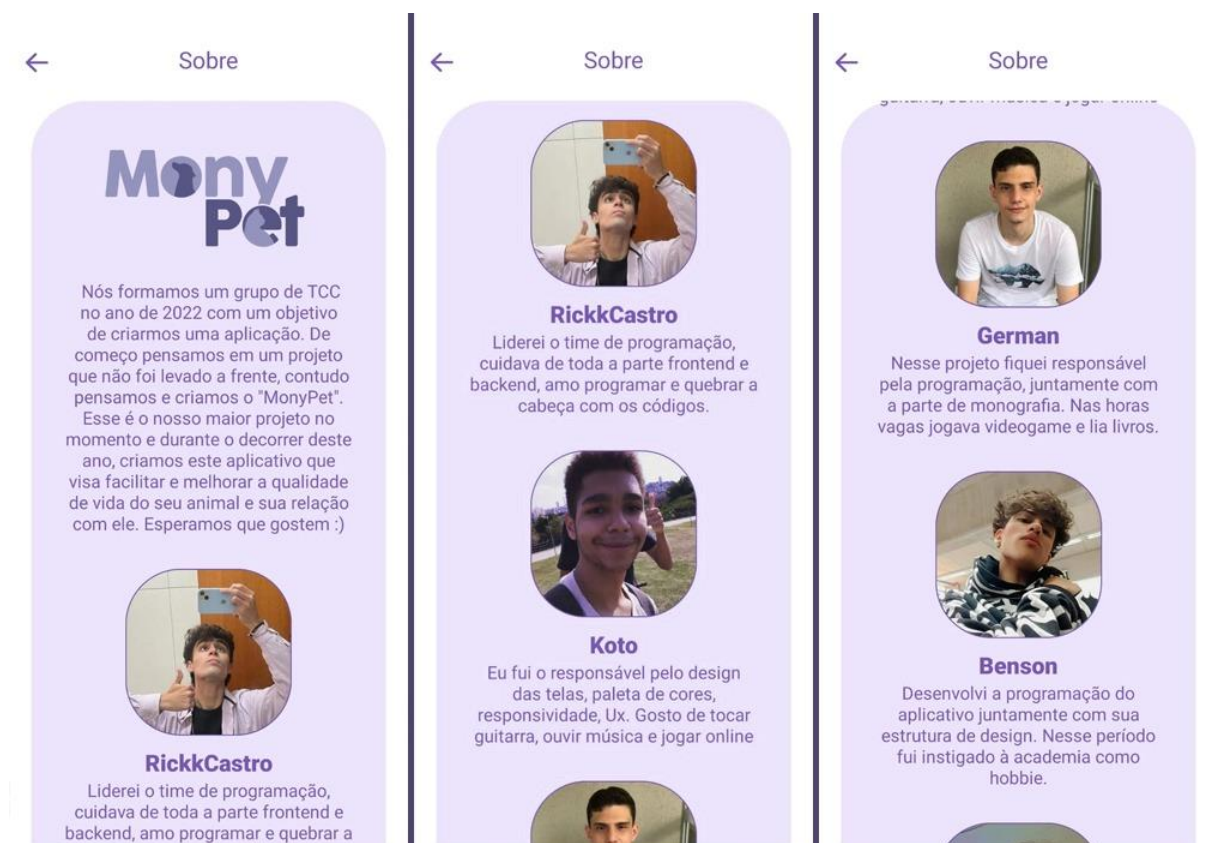 Sobre
Mony
Pet
Nós formamos um grupo de TCC
no ano de 2022 com um objetivo
de criarmos uma aplicação. De
começo pensamos em um projeto
que não foi levado a frente, contudo
pensamos e criamos o "MonyPet".
Esse é o nosso maior projeto no
momento e durante o decorrer deste
ano, criamos este aplicativo que
visa facilitar e melhorar a qualidade
de vida do seu animal e sua relação
com ele. Esperamos que gostem :)
RickkCastro
Liderei o time de programação,
cuidava de toda a parte frontend e
backend, amo programar e quebrar a
Sobre
RickkCastro
Liderei o time de programação,
cuidava de toda a parte frontend e
backend, amo programar e quebrar a
cabeça com os códigos.
Koto
Eu fui o responsável pelo design
das telas, paleta de cores,
responsividade, Ux. Gosto de tocar
guitarra, ouvir música e jogar online
Sobre
guitarra, ouvir música e jogar online
German
Nesse projeto fiquei responsável
pela programação, juntamente com
a parte de monografia. Nas horas
vagas jogava videogame e lia livros.
Benson
Desenvolvi a programação do
aplicativo juntamente com sua
estrutura de design. Nesse período
fui instigado à academia como
hobbie.